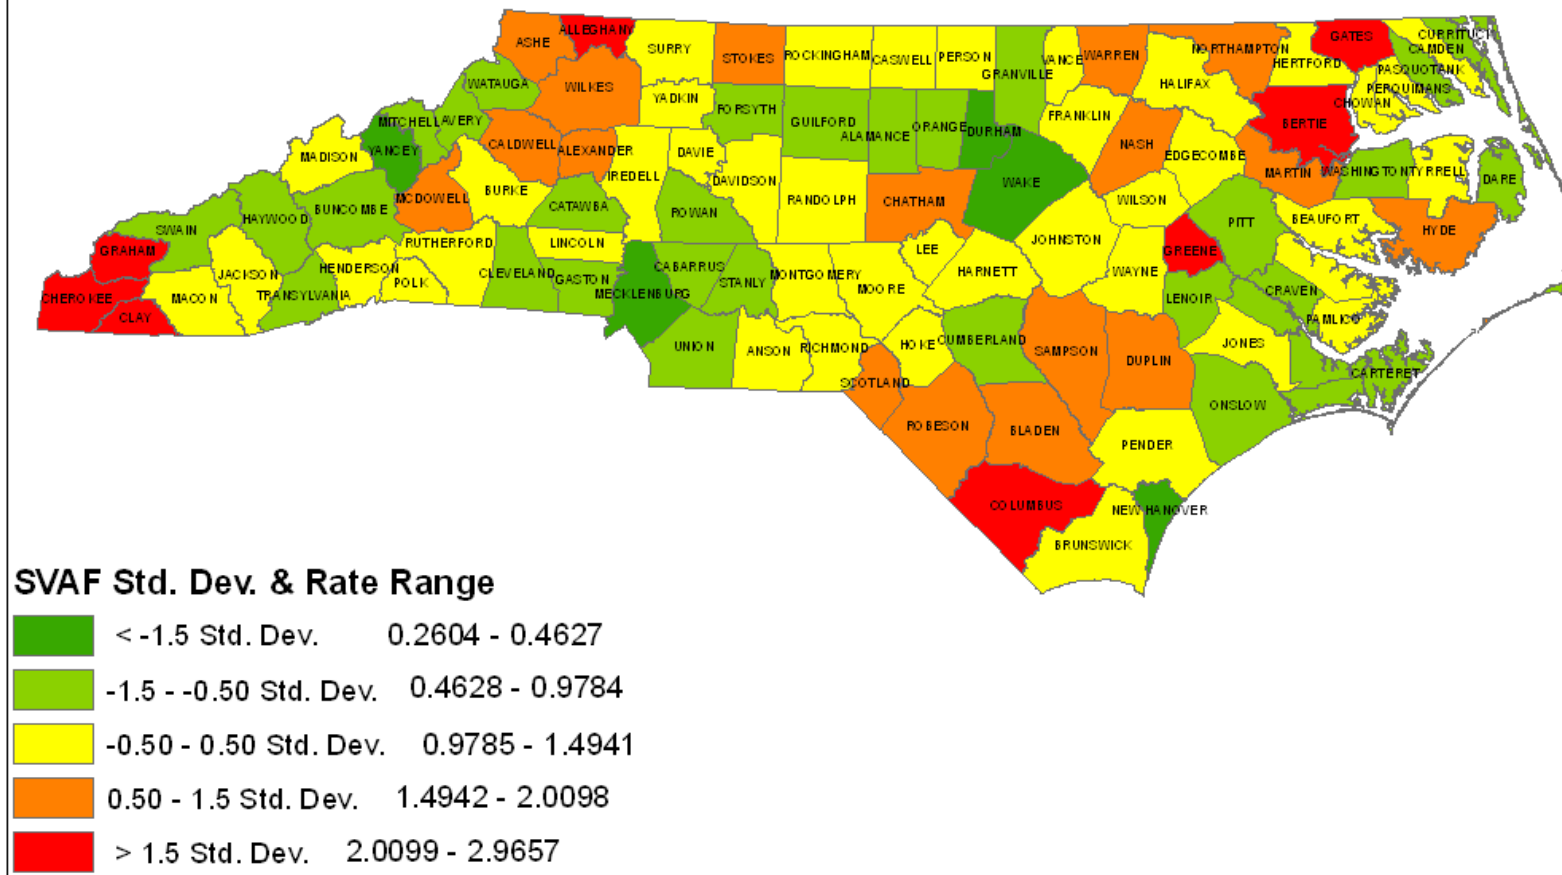 ALLEGHANY
ASHE
SURRY
STOKES
ROCKINGHAM
CASWELL
PERSON
GRANVILLE
VANCE
WARREN
NORTHAMPTON
HERTFORD
GATES
CURRITUCK
CAMDEN
PASQUOTANK
PERQUIMANS
CHOWAN
HALIFAX
WATAUGA
WILKES
YADKIN
FORSYTH
GUILFORD
ALAMANCE
ORANGE
DURHAM
FRANKLIN
NASH
EDGECOMBE
BERTIE
MARTIN
WASHINGTON
TYRRELL
DARE
MITCHELL
AVERY
YANCEY
MADISON
CALDWELL
ALEXANDER
IREDELL
DAVIE
DAVIDSON
RANDOLPH
CHATHAM
WAKE
WILSON
PITT
BEAUFORT
HYDE
MCDOWELL
BURKE
CATAWBA
ROWAN
BUNCOMBE
HAYWOOD
SWAIN
GRAHAM
CHEROKEE
CLAY
MACON
JACKSON
TRANSYLVANIA
HENDERSON
POLK
RUTHERFORD
CLEVELAND
LINCOLN
GASTON
MECKLENBURG
CABARRUS
STANLY
MONTGOMERY
MOORE
LEE
HARNETT
JOHNSTON
WAYNE
GREENE
LENOIR
CRAVEN
PAMLICO
JONES
CARTERET
UNION
ANSON
RICHMOND
SCOTLAND
HOKE
CUMBERLAND
SAMPSON
DUPLIN
ONSLOW
ROBESON
BLADEN
PENDER
COLUMBUS
NEW HANOVER
BRUNSWICK
SVAF Std. Dev. & Rate Range
< -1.5 Std. Dev. 0.2604 - 0.4627
-1.5 - -0.50 Std. Dev. 0.4628 - 0.9784
-0.50 - 0.50 Std. Dev. 0.9785 - 1.4941
0.50 - 1.5 Std. Dev. 1.4942 - 2.0098
> 1.5 Std. Dev. 2.0099 - 2.9657